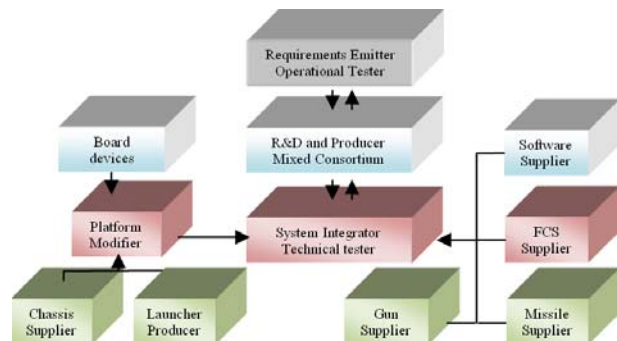 Requirements Emitter
Operational Tester
Board
devices
R&D and Producer
Mixed Consortium
Software
Supplier
Platform
Modifier
System Integrator
Technical tester
FCS
Supplier
Chassis
Supplier
Launcher
Producer
Gun
Supplier
Missile
Supplier